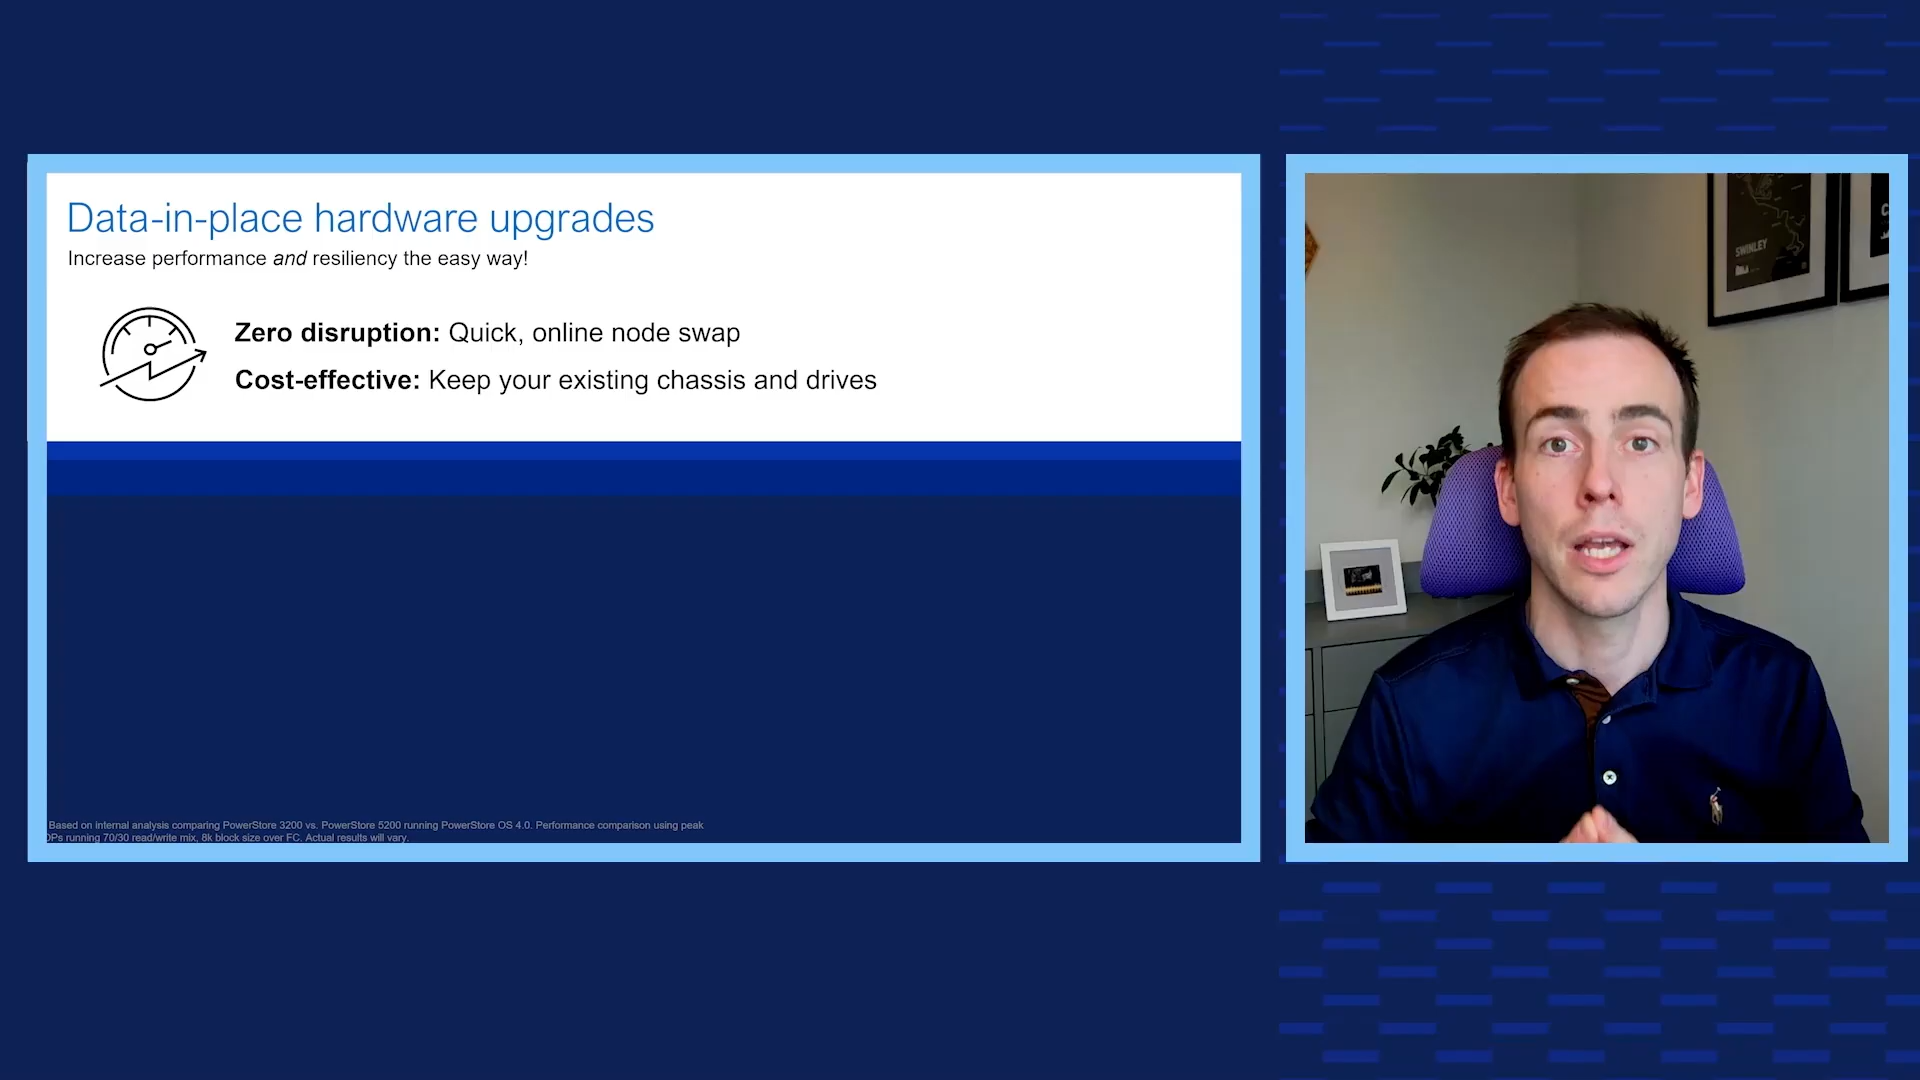 Data-in-place hardware upgrades
Increase performance and resiliency the easy way!
Zero disruption: Quick, online node swap
Cost-effective: Keep your existing chassis and drives
Based on internal analysis comparing PowerStore 3200 vs. PowerStore 5200 running PowerStore OS 4.0. Performance comparison using peak
OPs running 70/30 read/write mix, 8k block size over FC. Actual results will vary.
SWINLEY